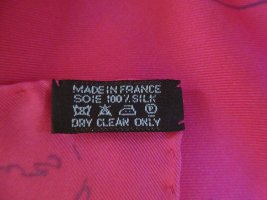 MADE IN FRANCE
SOIE 100% SILK
DRY CLEAN ONLY